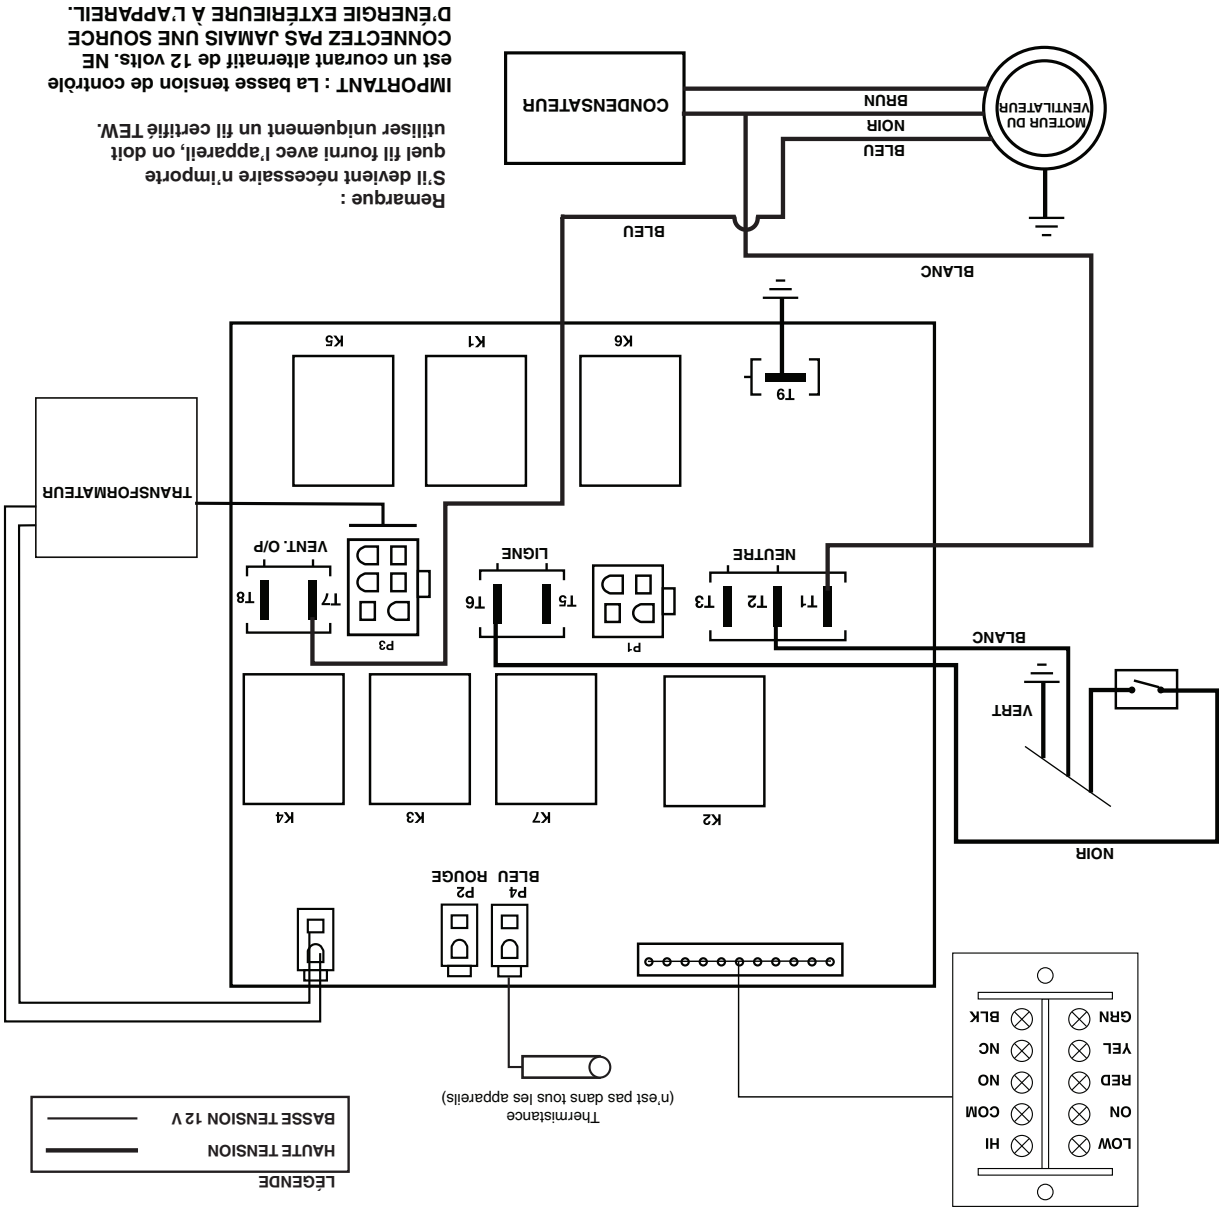 LÉGENDE
HAUTE TENSION
BASSE TENSION 12 V
LOW HI
ON COM
RED NO
YEL NC
GRN BLK
Thermistance
(n'est pas dans tous les appareils)
P4
BLEU
P2
ROUGE
NOIR
K2
K7
K3
K4
VERT
BLANC
P1
P3
T1
T2
T3
NEUTRE
T5
T6
LIGNE
T7
T8
VENT. O/P
TRANSFORMATEUR
T9
K6
K1
K5
BLANC
BLEU
BLEU
NOIR
BRUN
MOTEUR DU
VENTILATEUR
CONDENSATEUR
Remarque :
S'il devient nécessaire n'importe
quel fil fourni avec l'appareil, on doit
utiliser uniquement un fil certifié TEW.
IMPORTANT : La basse tension de contrôle
est un courant alternatif de 12 volts. NE
CONNECTEZ PAS JAMAIS UNE SOURCE
D'ÉNERGIE EXTÉRIEURE À L'APPAREIL.